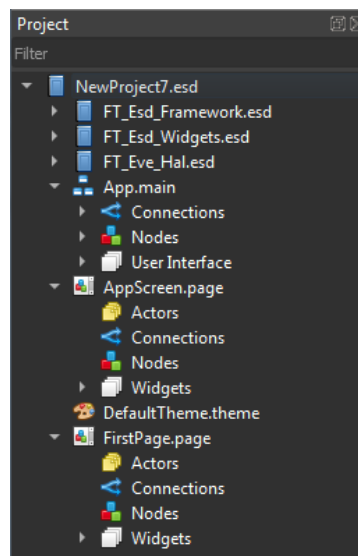 Project
Filter
NewProject7.esd
FT_Esd_Framework.esd
FT_Esd_Widgets.esd
FT_Eve_Hal.esd
App.main
Connections
Nodes
User Interface
AppScreen.page
Actors
Connections
Nodes
Widgets
DefaultTheme.theme
FirstPage.page
Actors
Connections
Nodes
Widgets